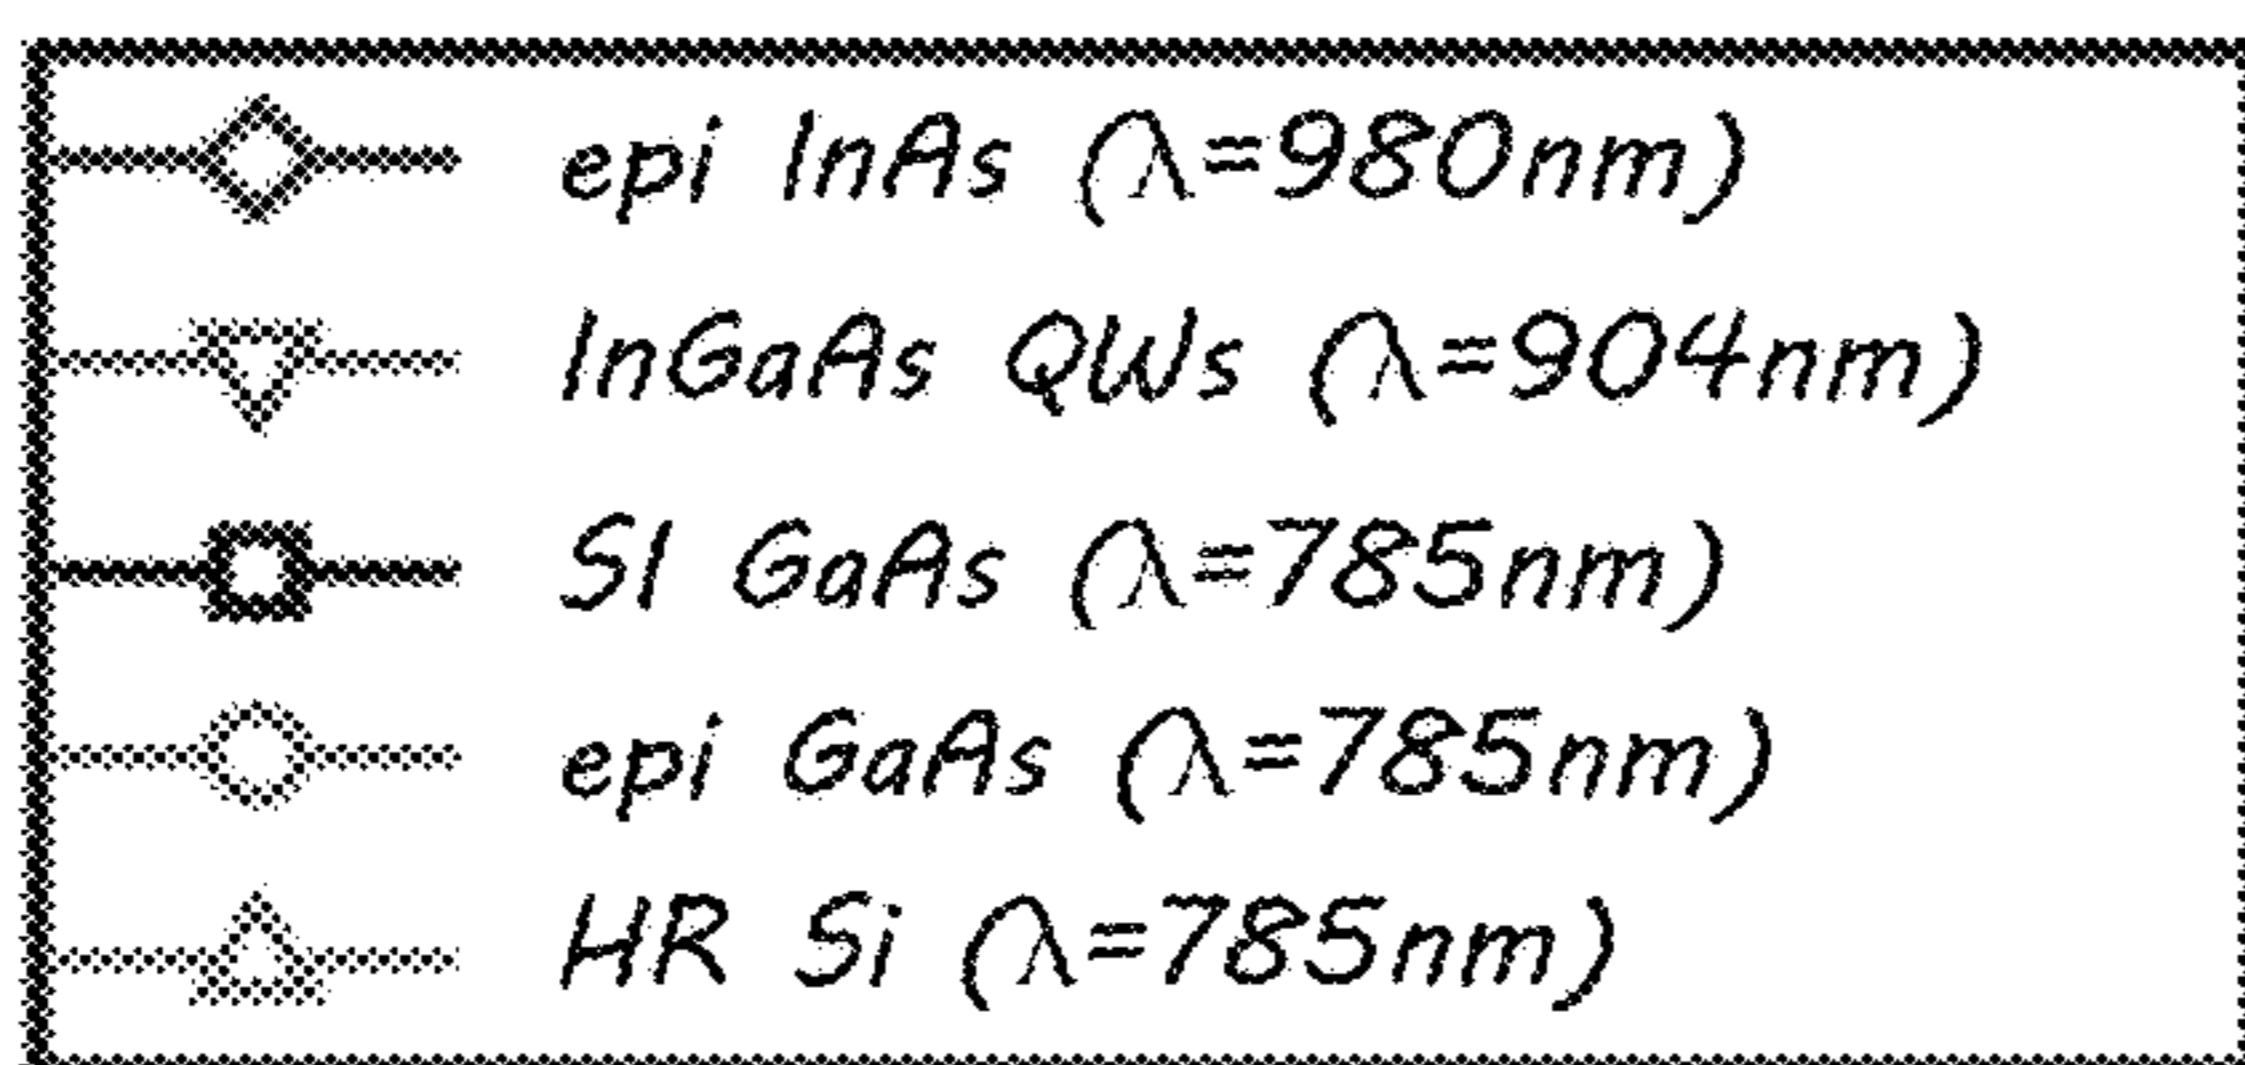 epi InAs (λ=980nm)
InGaAs QWs (λ=904nm)
SI GaAs (λ=785nm)
epi GaAs (λ=785nm)
HR Si (λ=785nm)